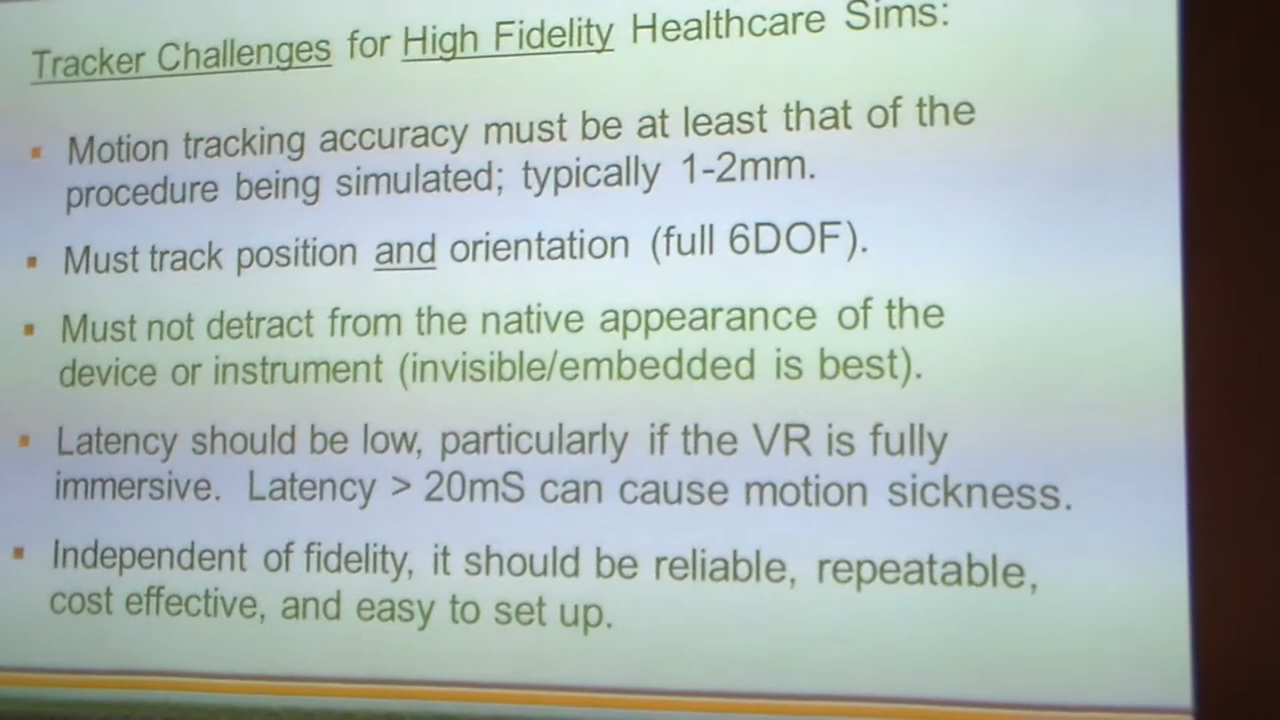 Tracker Challenges for High Fidelity Healthcare Sims:
Motion tracking accuracy must be at least that of the
procedure being simulated; typically 1-2mm.
Must track position and orientation (full 6DOF).
Must not detract from the native appearance of the
device or instrument (invisible/embedded is best).
Latency should be low, particularly if the VR is fully
immersive. Latency > 20mS can cause motion sickness.
Independent of fidelity, it should be reliable, repeatable,
cost effective, and easy to set up.